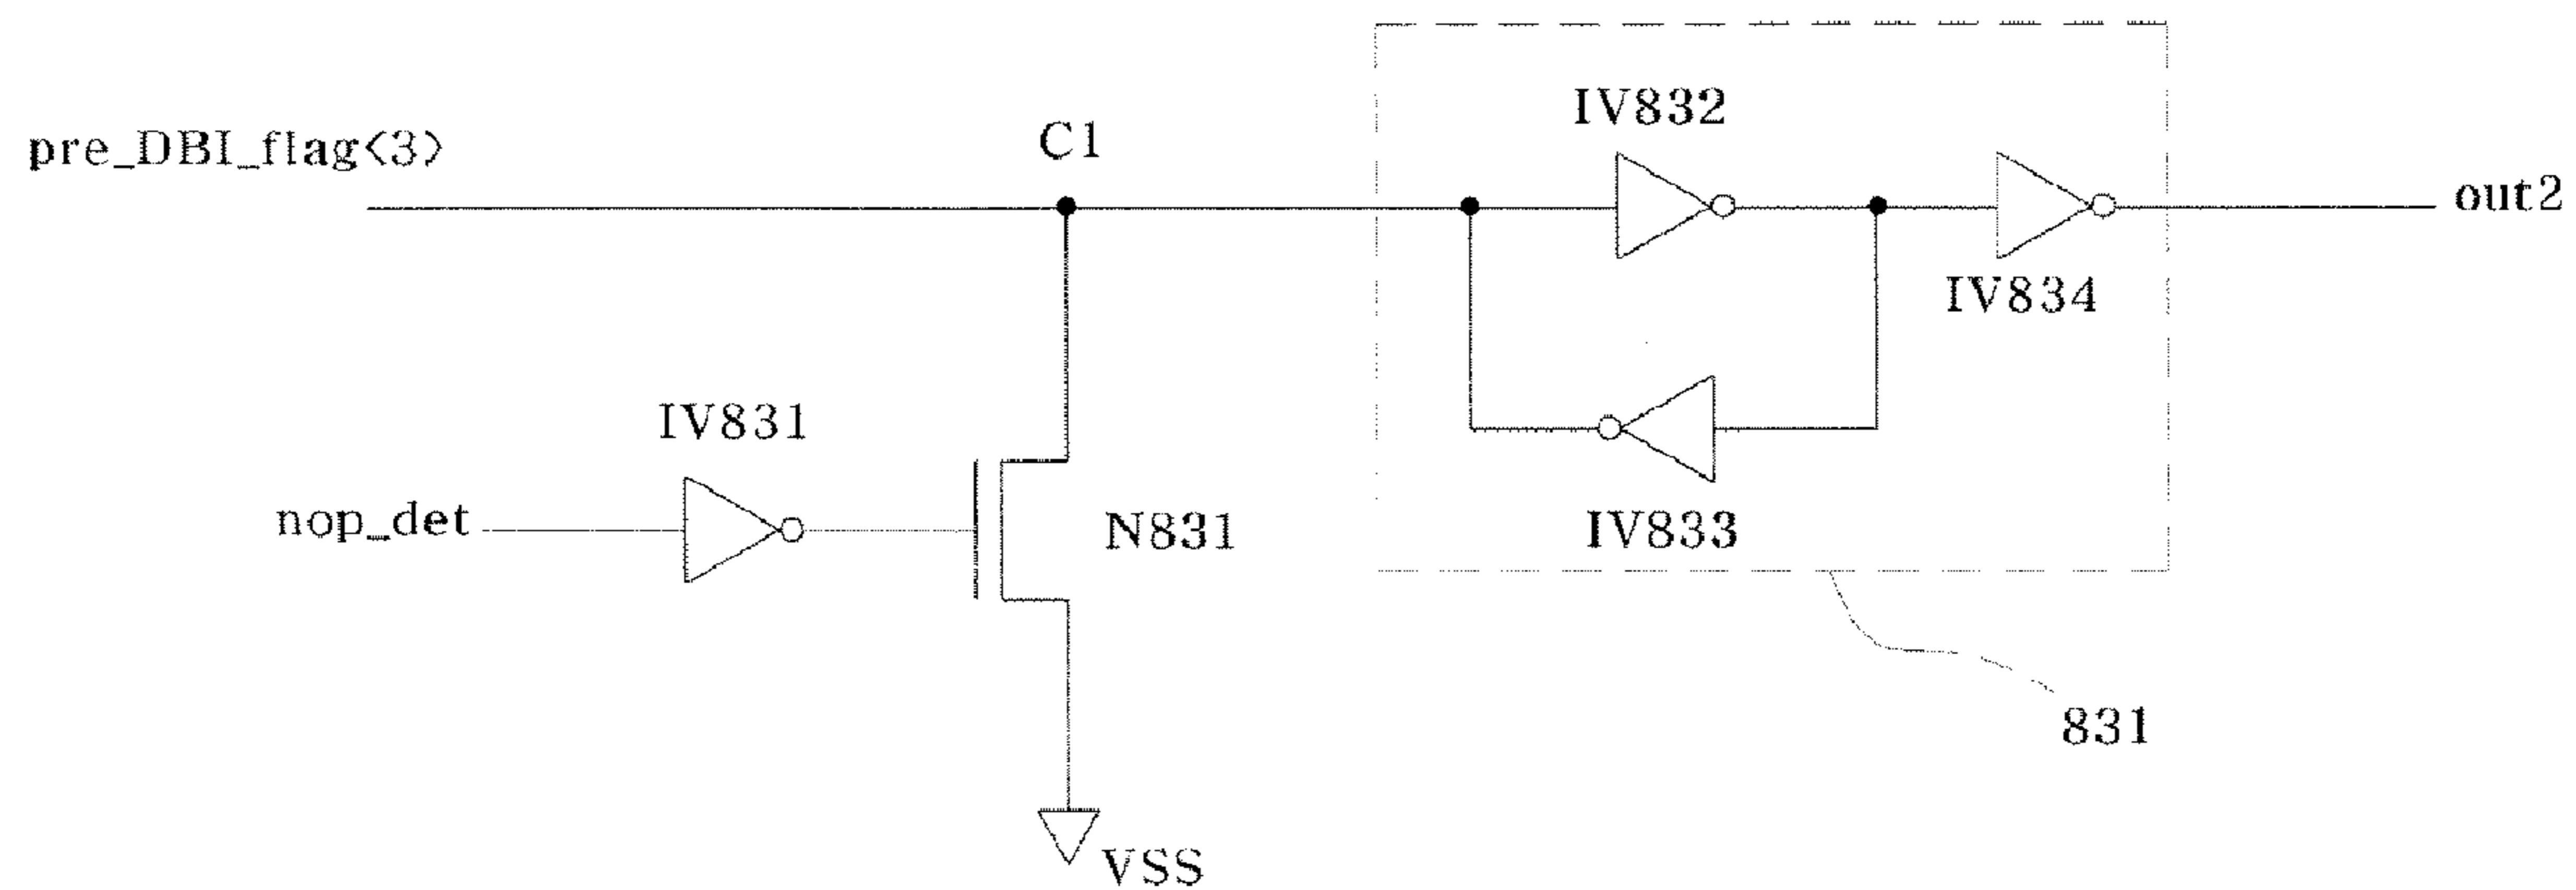 IV832
pre_DBI_flag<3>
C1
out2
IV834
IV831
nop_det
N831
IV833
831
VSS